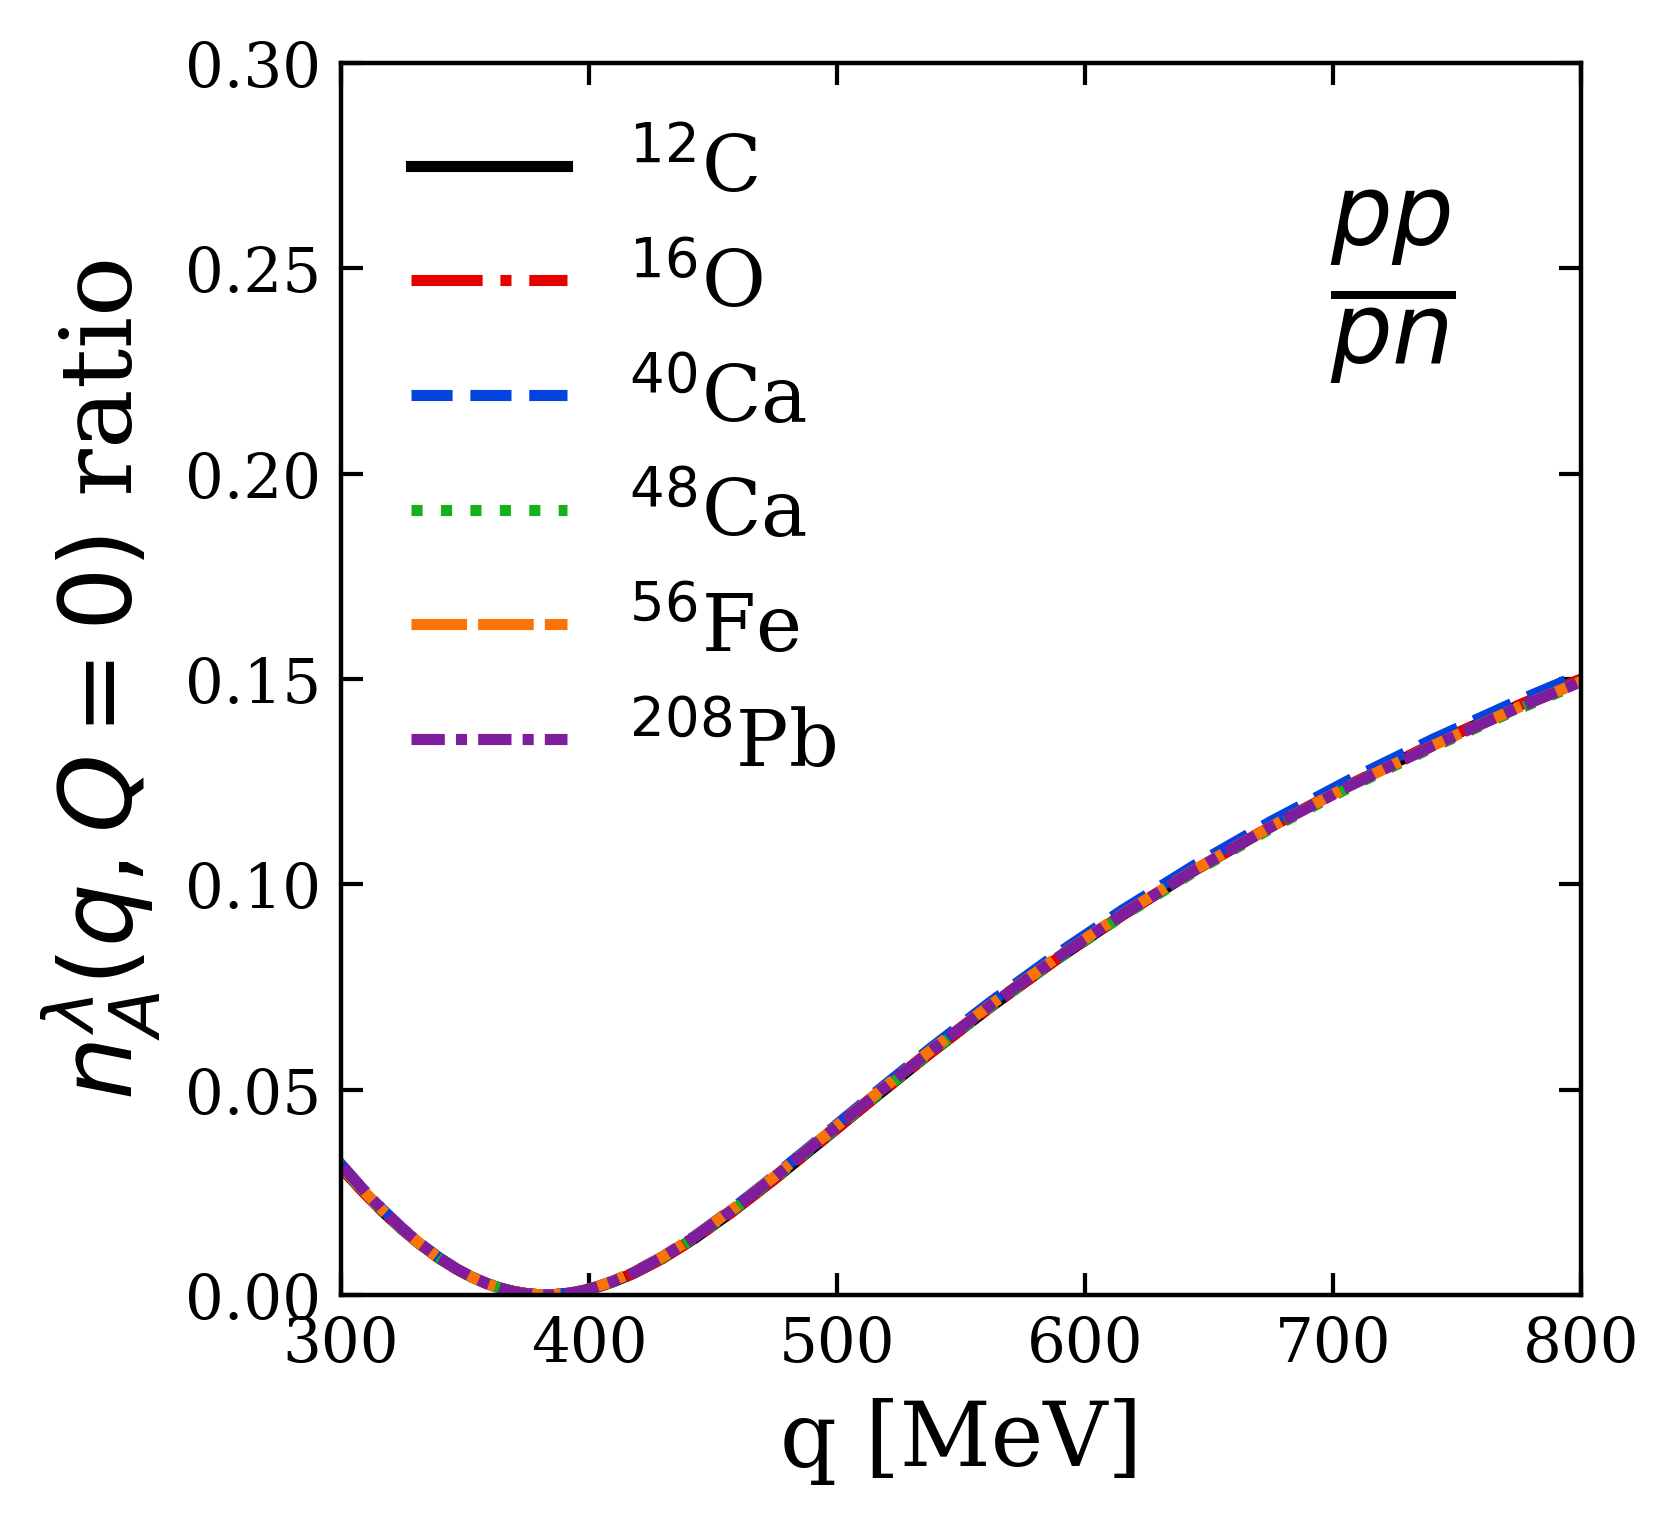 0.30
0.25
0.20
0.15
0.10
0.05
0.00
n_A^λ(q, Q = 0) ratio
¹²C
¹⁶O
⁴⁰Ca
⁴⁸Ca
⁵⁶Fe
²⁰⁸Pb
pp
pn
300 400 500 600 700 800
q [MeV]